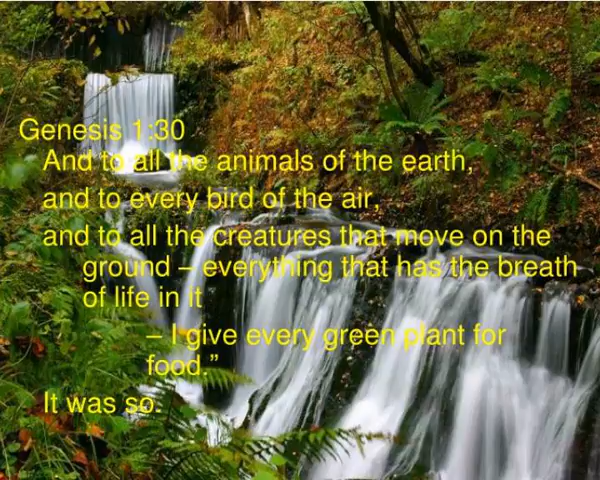 Genesis 1:30
And to all the animals of the earth,
and to every bird of the air,
and to all the creatures that move on the
ground – everything that has the breath
of life in it
– I give every green plant for
food.”
It was so.